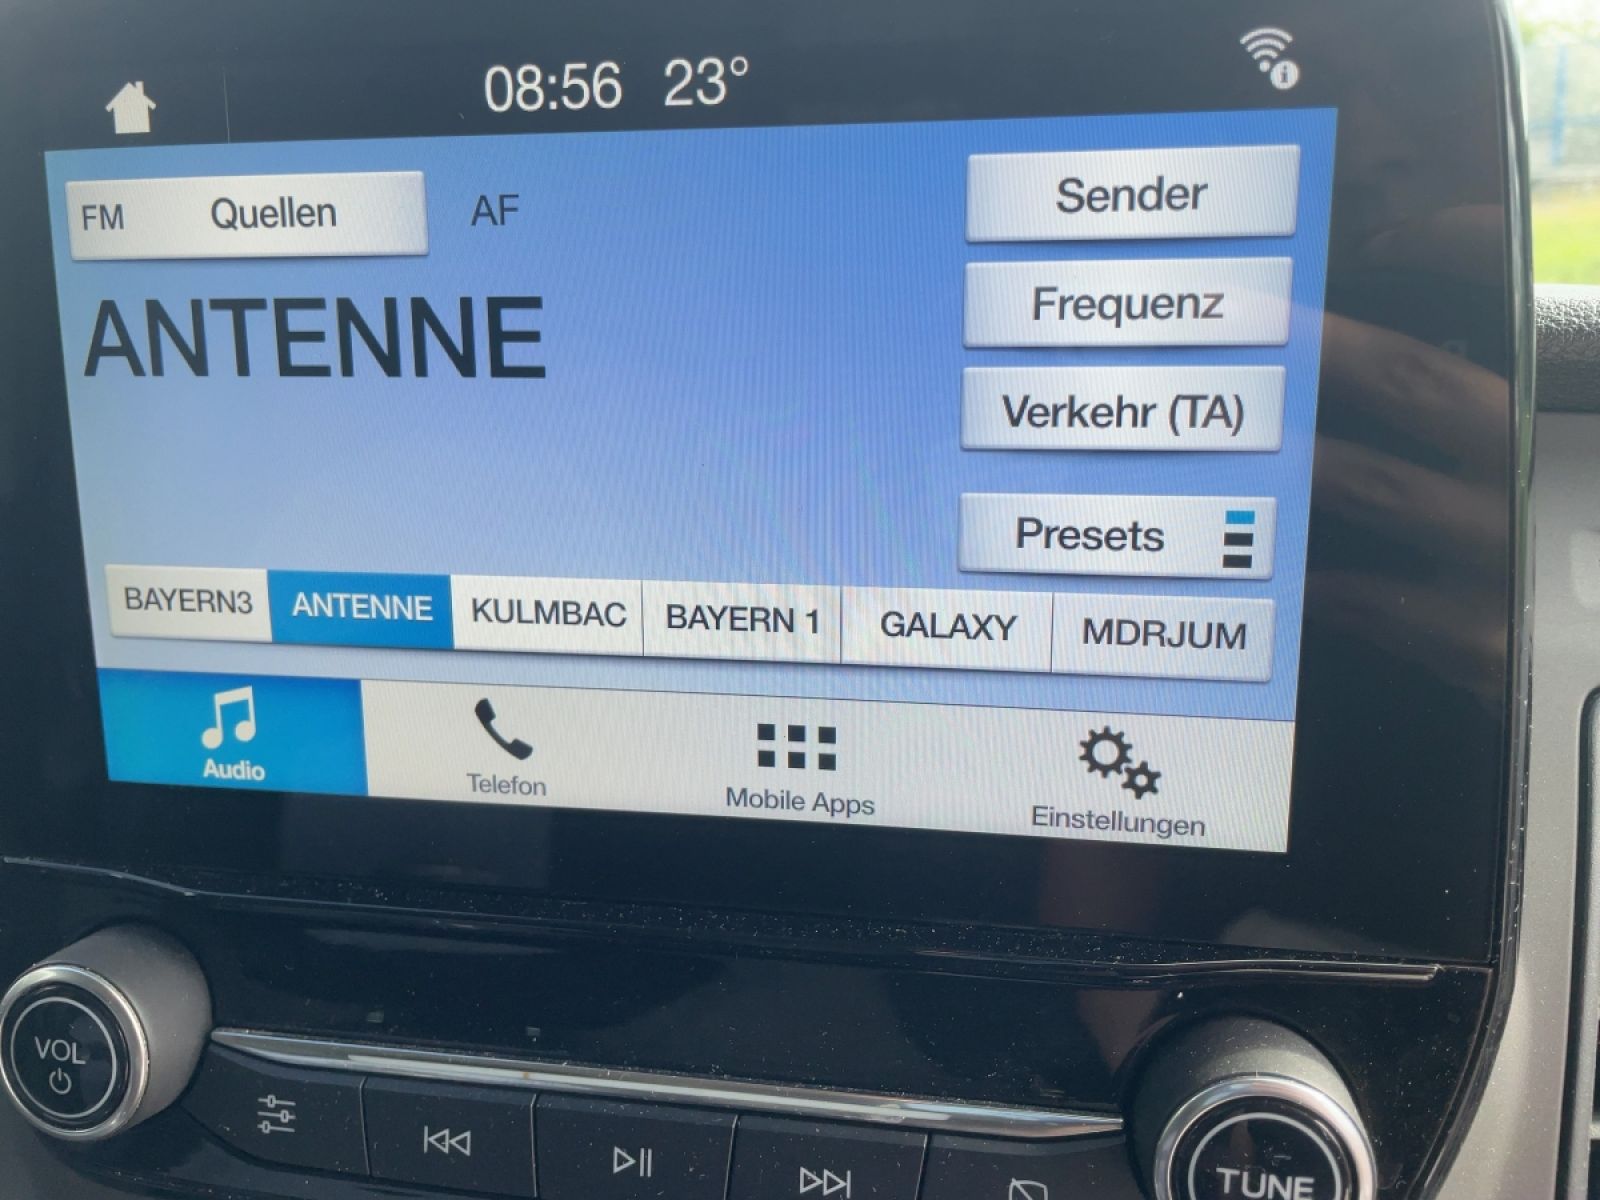 08:56 23°
FM Quellen AF
Sender
ANTENNE
Frequenz
Verkehr (TA)
Presets
BAYERN3 ANTENNE KULMBAC BAYERN 1 GALAXY MDRJUM
Audio Telefon Mobile Apps Einstellungen
VOL
TUNE